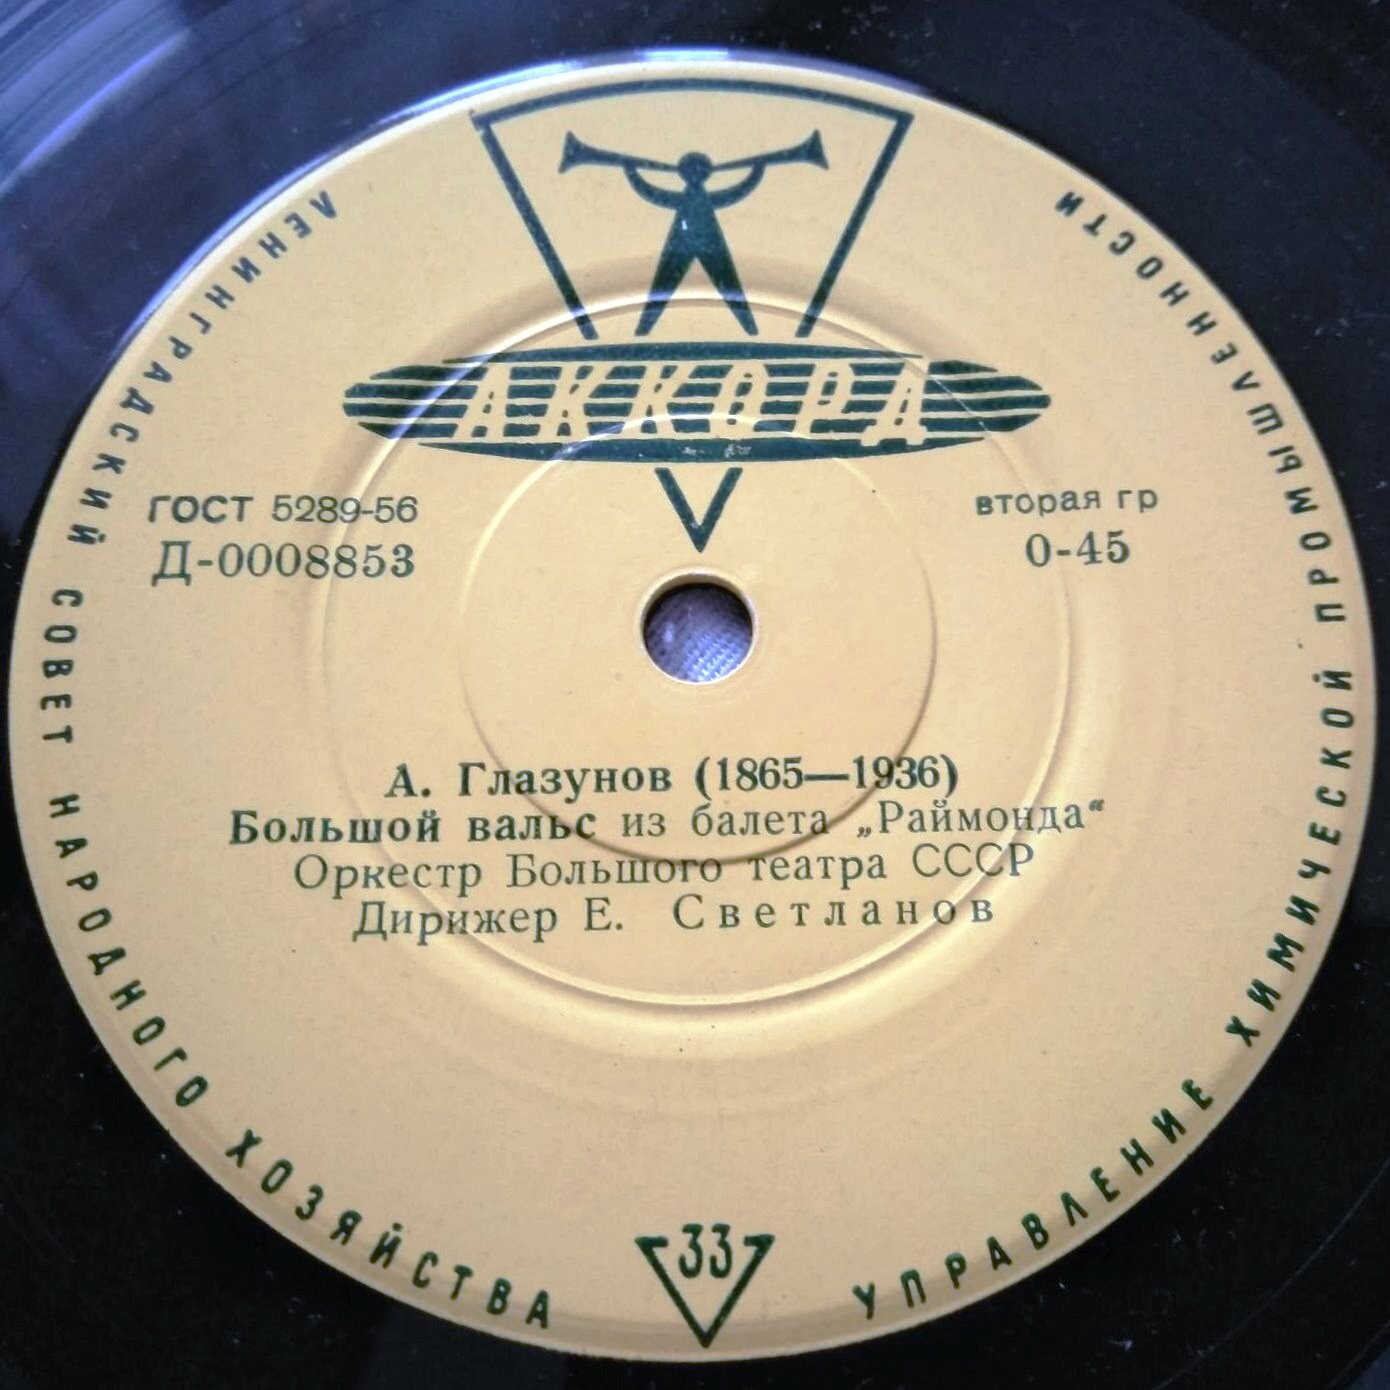 ЛЕНИНГРАДСКИЙ СОВЕТ НАРОДНОГО ХОЗЯЙСТВА
УПРАВЛЕНИЕ ХИМИЧЕСКОЙ ПРОМЫШЛЕННОСТИ
АККОРД
ГОСТ 5289-56
Д-0008853
вторая гр
0-45
А. Глазунов (1865—1936)
Большой вальс из балета „Раймонда“
Оркестр Большого театра СССР
Дирижер Е. Светланов
33